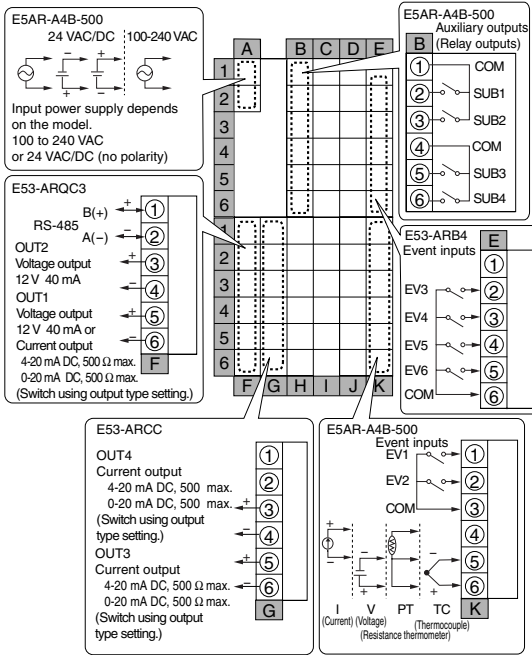 E5AR-A4B-500
24 VAC/DC 100-240 VAC
− + − +
+ −
Input power supply depends
on the model.
100 to 240 VAC
or 24 VAC/DC (no polarity)
A B C D E
1
2
3
4
5
6
1
2
3
4
5
6
F G H I J K
E5AR-A4B-500
Auxiliary outputs
(Relay outputs)
B
1 COM
2 SUB1
3 SUB2
4 COM
5 SUB3
6 SUB4
E53-ARQC3
B(+) + 1
RS-485
A(−) − 2
OUT2
Voltage output + 3
12 V 40 mA
− 4
OUT1
Voltage output + 5
12 V 40 mA or
Current output − 6
4-20 mA DC, 500 Ω max.
0-20 mA DC, 500 Ω max.
(Switch using output type setting.)
F
E53-ARB4
Event inputs
E
1
EV3 2
EV4 3
EV5 4
EV6 5
COM 6
E53-ARCC
OUT4 1
Current output 2
4-20 mA DC, 500 max.
0-20 mA DC, 500 max. + 3
(Switch using output
type setting.) − 4
OUT3 + 5
Current output
4-20 mA DC, 500 Ω max. − 6
0-20 mA DC, 500 Ω max.
(Switch using output
type setting.)
G
E5AR-A4B-500
Event inputs
EV1 1
EV2 2
COM 3
4
+ − − 5
− + + 6
I V PT TC K
(Current) (Voltage) (Thermocouple)
(Resistance thermometer)